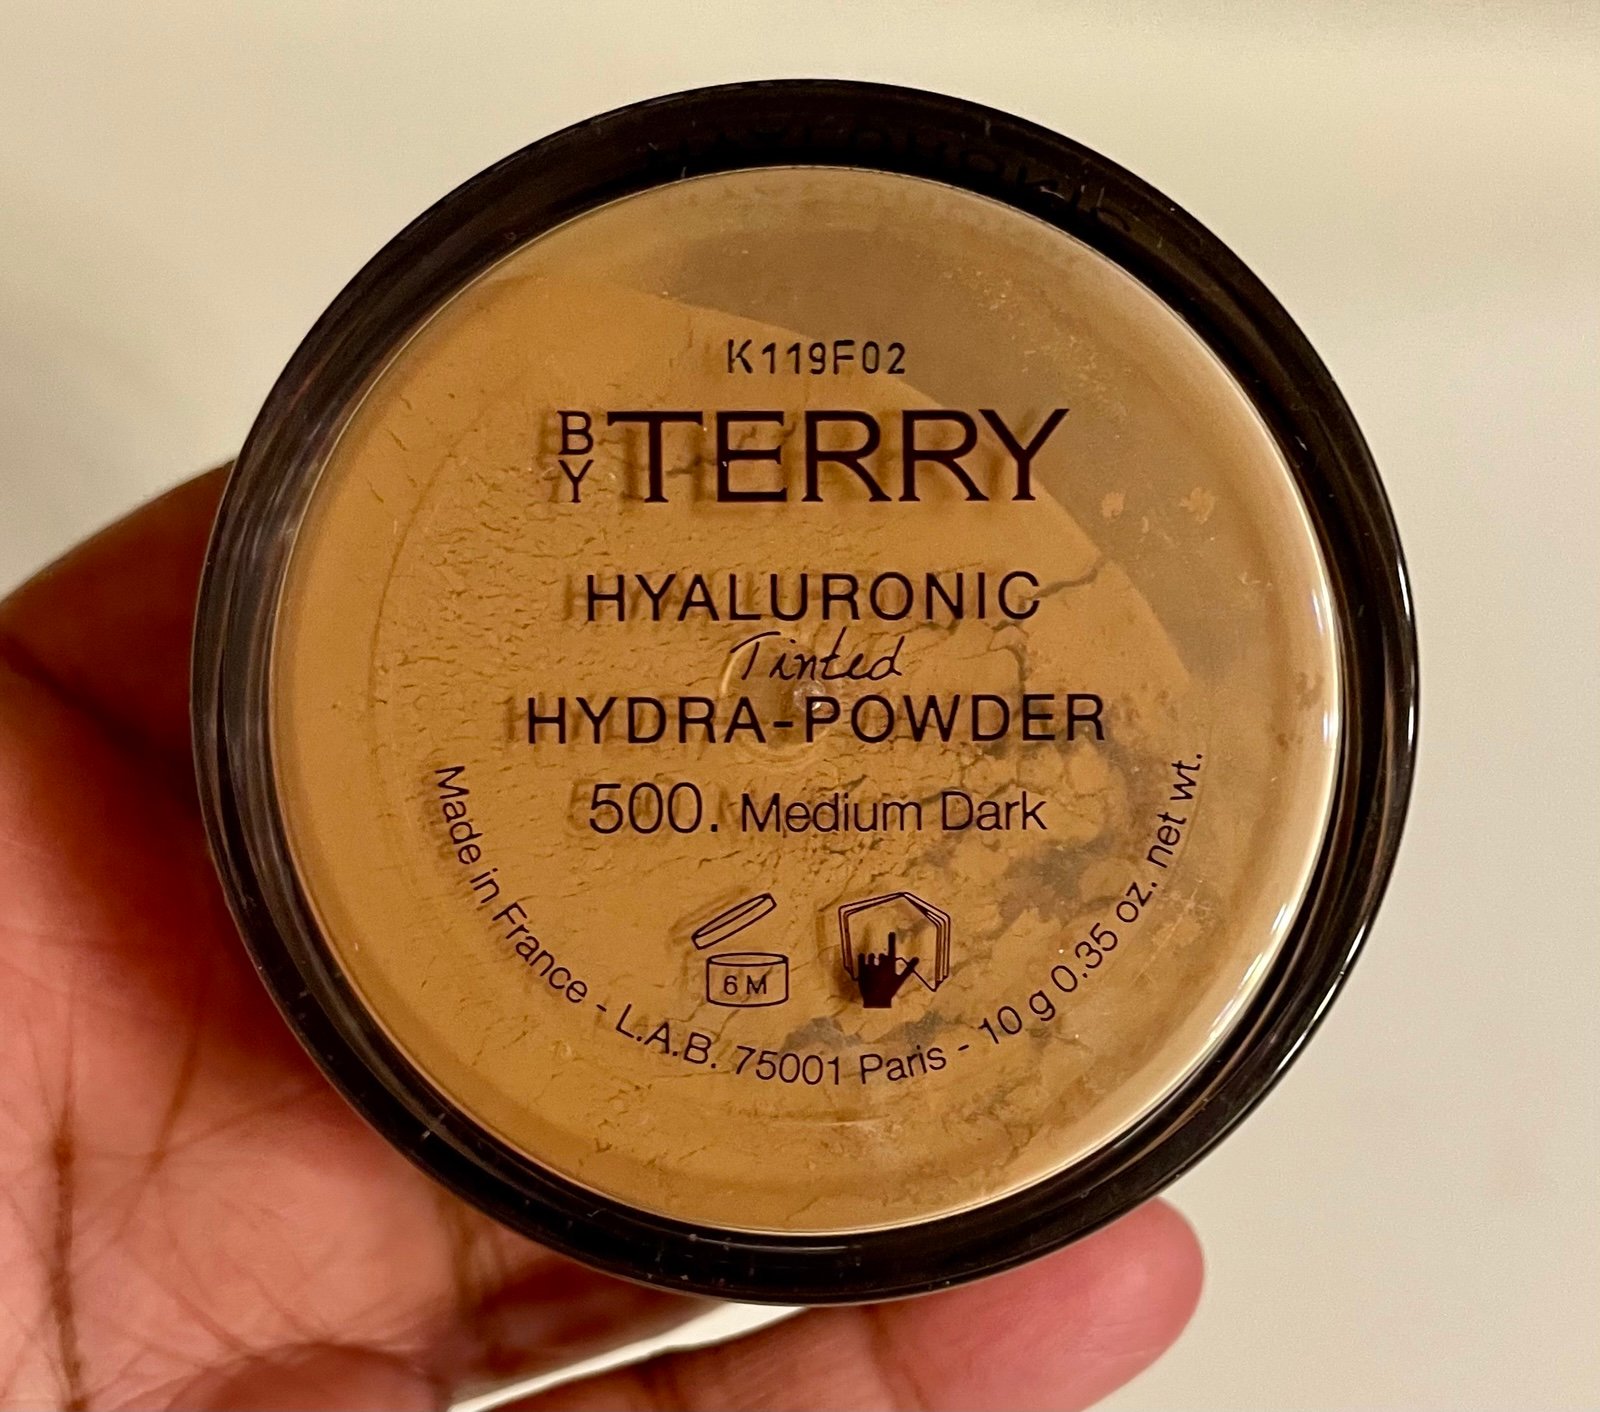 K119F02
BY TERRY
HYALURONIC
Tinted
HYDRA-POWDER
500. Medium Dark
6M
Made in France - L.A.B. 75001 Paris - 10 g 0.35 oz. net wt.